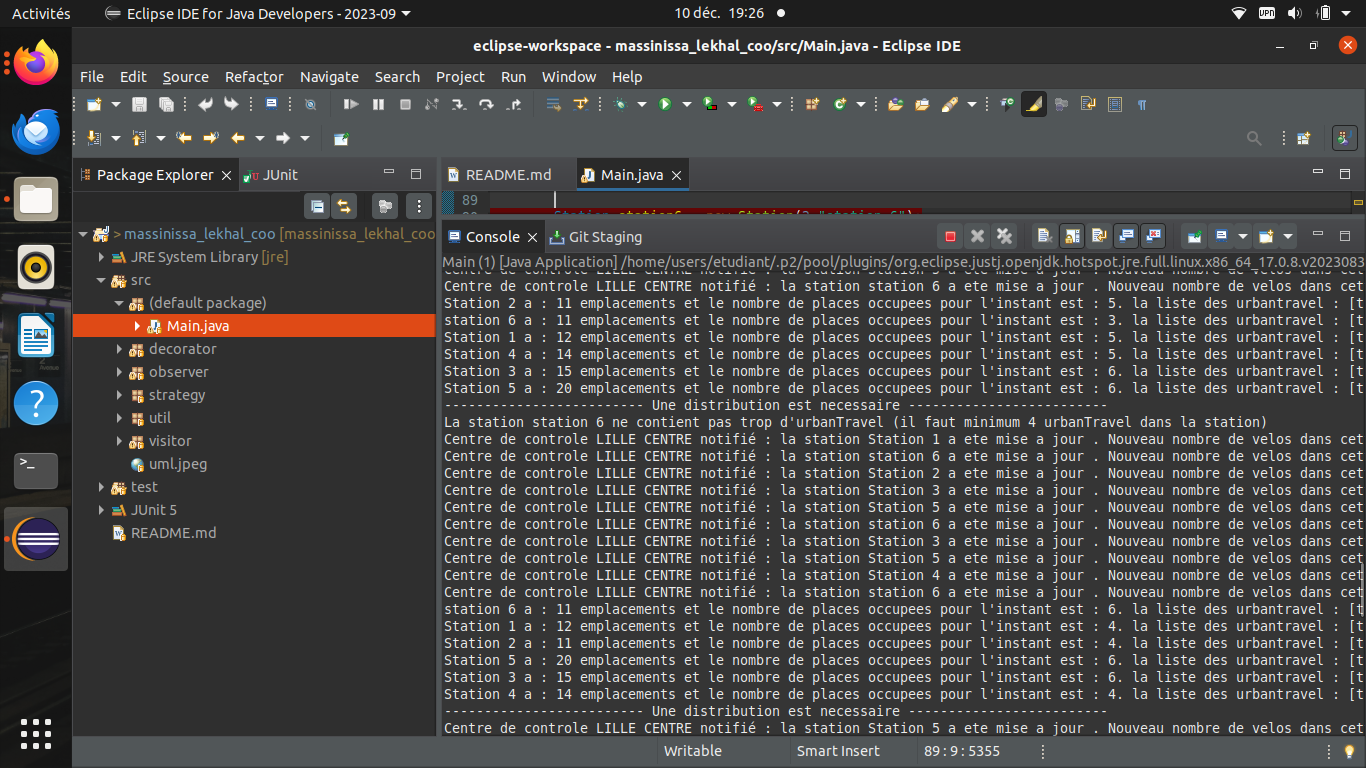 Activités Eclipse IDE for Java Developers - 2023-09 10 déc. 19:26 VPN
eclipse-workspace - massinissa_lekhal_coo/src/Main.java - Eclipse IDE
File Edit Source Refactor Navigate Search Project Run Window Help
Package Explorer JUnit
> massinissa_lekhal_coo [massinissa_lekhal_coo
JRE System Library [jre]
src
(default package)
Main.java
decorator
observer
strategy
util
visitor
uml.jpeg
test
JUnit 5
README.md
README.md Main.java
89
Console Git Staging
Main (1) [Java Application] /home/users/etudiant/.p2/pool/plugins/org.eclipse.justj.openjdk.hotspot.jre.full.linux.x86_64_17.0.8.v2023083
Centre de controle LILLE CENTRE notifié : la station station 6 a ete mise a jour . Nouveau nombre de velos dans cet
Station 2 a : 11 emplacements et le nombre de places occupees pour l'instant est : 5. la liste des urbantravel : [t
station 6 a : 11 emplacements et le nombre de places occupees pour l'instant est : 3. la liste des urbantravel : [t
Station 1 a : 12 emplacements et le nombre de places occupees pour l'instant est : 5. la liste des urbantravel : [t
Station 4 a : 14 emplacements et le nombre de places occupees pour l'instant est : 5. la liste des urbantravel : [t
Station 3 a : 15 emplacements et le nombre de places occupees pour l'instant est : 6. la liste des urbantravel : [t
Station 5 a : 20 emplacements et le nombre de places occupees pour l'instant est : 6. la liste des urbantravel : [t
------------------------- Une distribution est necessaire -------------------------
La station station 6 ne contient pas trop d'urbanTravel (il faut minimum 4 urbanTravel dans la station)
Centre de controle LILLE CENTRE notifié : la station Station 1 a ete mise a jour . Nouveau nombre de velos dans cet
Centre de controle LILLE CENTRE notifié : la station station 6 a ete mise a jour . Nouveau nombre de velos dans cet
Centre de controle LILLE CENTRE notifié : la station Station 2 a ete mise a jour . Nouveau nombre de velos dans cet
Centre de controle LILLE CENTRE notifié : la station Station 3 a ete mise a jour . Nouveau nombre de velos dans cet
Centre de controle LILLE CENTRE notifié : la station Station 5 a ete mise a jour . Nouveau nombre de velos dans cet
Centre de controle LILLE CENTRE notifié : la station station 6 a ete mise a jour . Nouveau nombre de velos dans cet
Centre de controle LILLE CENTRE notifié : la station Station 3 a ete mise a jour . Nouveau nombre de velos dans cet
Centre de controle LILLE CENTRE notifié : la station Station 5 a ete mise a jour . Nouveau nombre de velos dans cet
Centre de controle LILLE CENTRE notifié : la station Station 4 a ete mise a jour . Nouveau nombre de velos dans cet
Centre de controle LILLE CENTRE notifié : la station station 6 a ete mise a jour . Nouveau nombre de velos dans cet
station 6 a : 11 emplacements et le nombre de places occupees pour l'instant est : 6. la liste des urbantravel : [t
Station 1 a : 12 emplacements et le nombre de places occupees pour l'instant est : 4. la liste des urbantravel : [t
Station 2 a : 11 emplacements et le nombre de places occupees pour l'instant est : 4. la liste des urbantravel : [t
Station 5 a : 20 emplacements et le nombre de places occupees pour l'instant est : 6. la liste des urbantravel : [t
Station 3 a : 15 emplacements et le nombre de places occupees pour l'instant est : 6. la liste des urbantravel : [t
Station 4 a : 14 emplacements et le nombre de places occupees pour l'instant est : 4. la liste des urbantravel : [t
------------------------- Une distribution est necessaire -------------------------
Centre de controle LILLE CENTRE notifié : la station Station 5 a ete mise a jour . Nouveau nombre de velos dans cet
Writable Smart Insert 89 : 9 : 5355